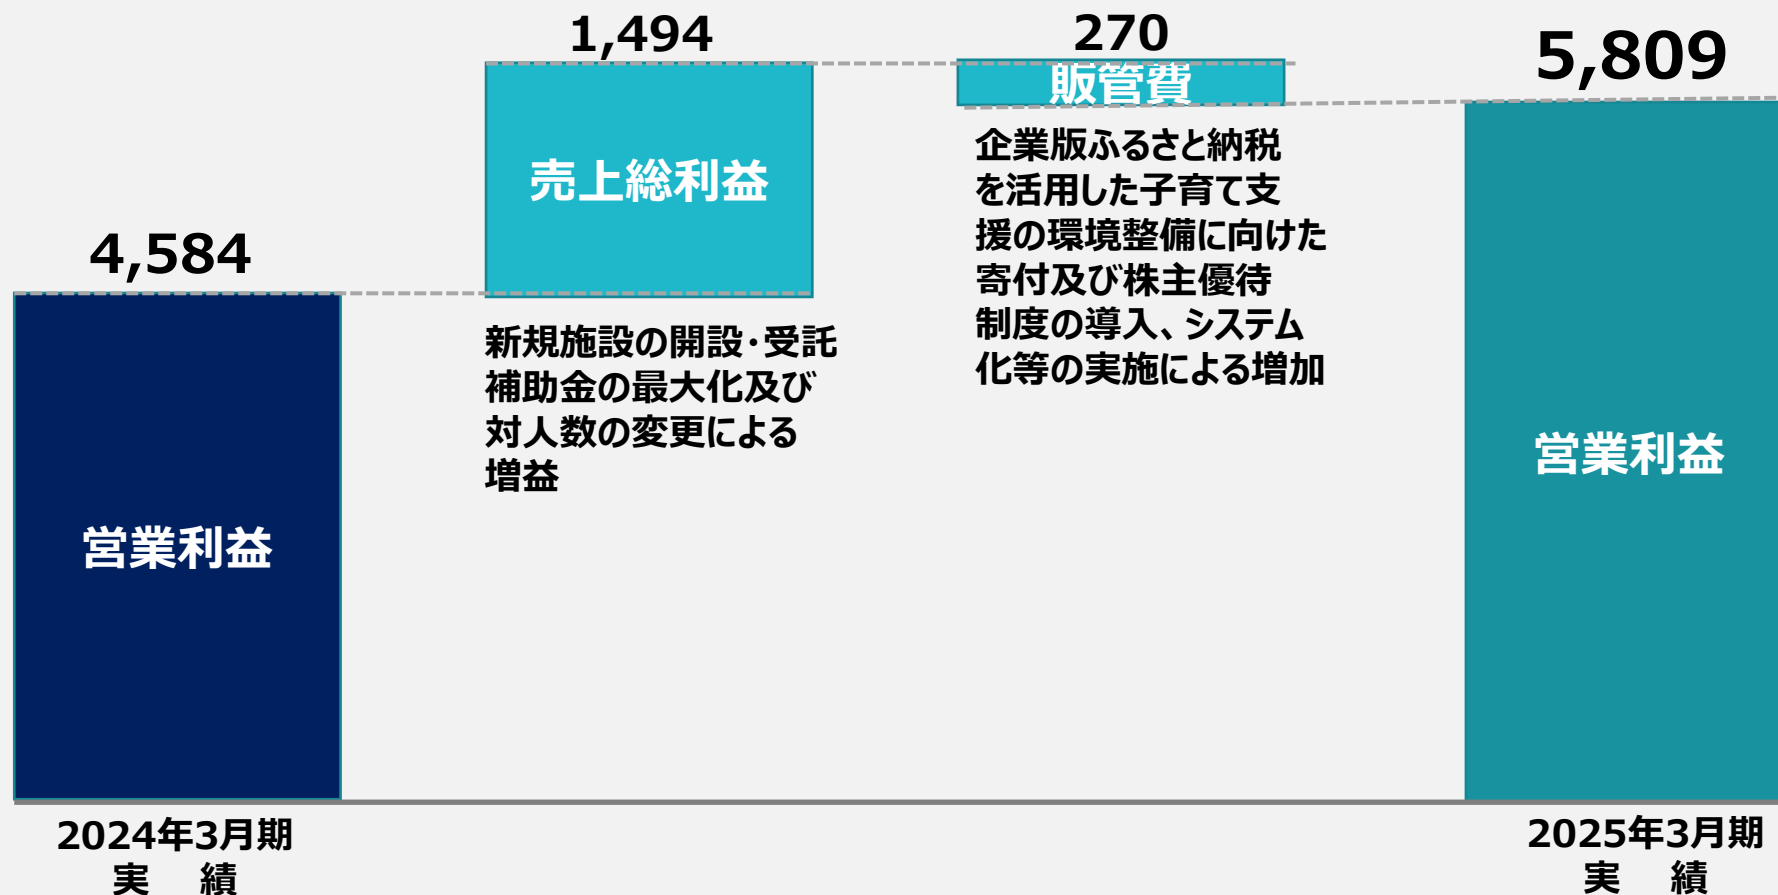 4,584
営業利益
2024年3月期
実 績
1,494
売上総利益
新規施設の開設・受託
補助金の最大化及び
対人数の変更による
増益
270
販管費
企業版ふるさと納税
を活用した子育て支
援の環境整備に向けた
寄付及び株主優待
制度の導入、システム
化等の実施による増加
5,809
営業利益
2025年3月期
実 績